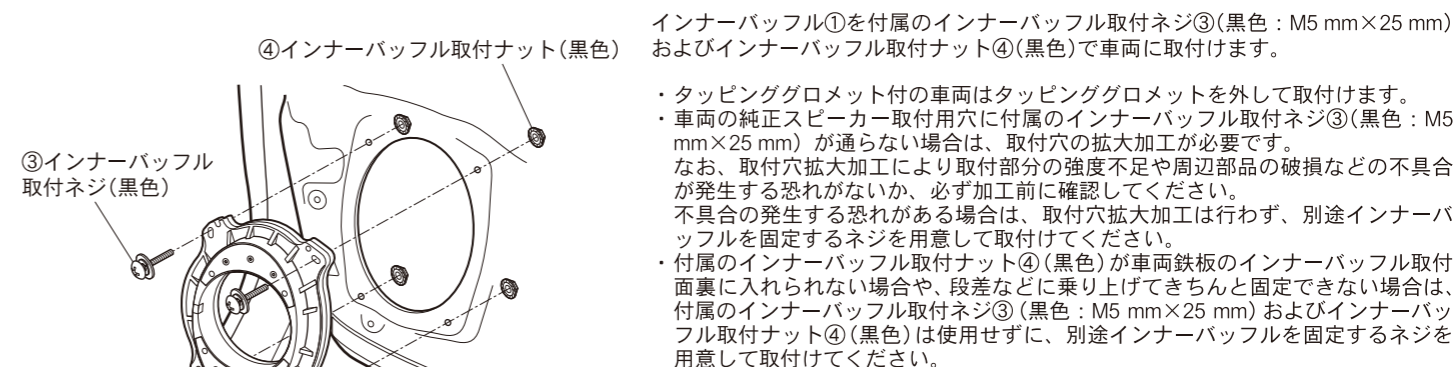 ④インナーバッフル取付ナット(黒色)
③インナーバッフル
取付ネジ(黒色)
インナーバッフル①を付属のインナーバッフル取付ネジ③(黒色：M5 mm×25 mm)
およびインナーバッフル取付ナット④(黒色)で車両に取付けます。
・タッピンググロメット付の車両はタッピンググロメットを外して取付けます。
・車両の純正スピーカー取付用穴に付属のインナーバッフル取付ネジ③(黒色：M5
mm×25 mm) が通らない場合は、取付穴の拡大加工が必要です。
なお、取付穴拡大加工により取付部分の強度不足や周辺部品の破損などの不具合
が発生する恐れがないか、必ず加工前に確認してください。
不具合の発生する恐れがある場合は、取付穴拡大加工は行わず、別途インナーバ
ッフルを固定するネジを用意して取付けてください。
・付属のインナーバッフル取付ナット④(黒色)が車両鉄板のインナーバッフル取付
面裏に入れられない場合や、段差などに乗り上げてきちんと固定できない場合は、
付属のインナーバッフル取付ネジ③(黒色：M5 mm×25 mm)およびインナーバッ
フル取付ナット④(黒色)は使用せずに、別途インナーバッフルを固定するネジを
用意して取付けてください。